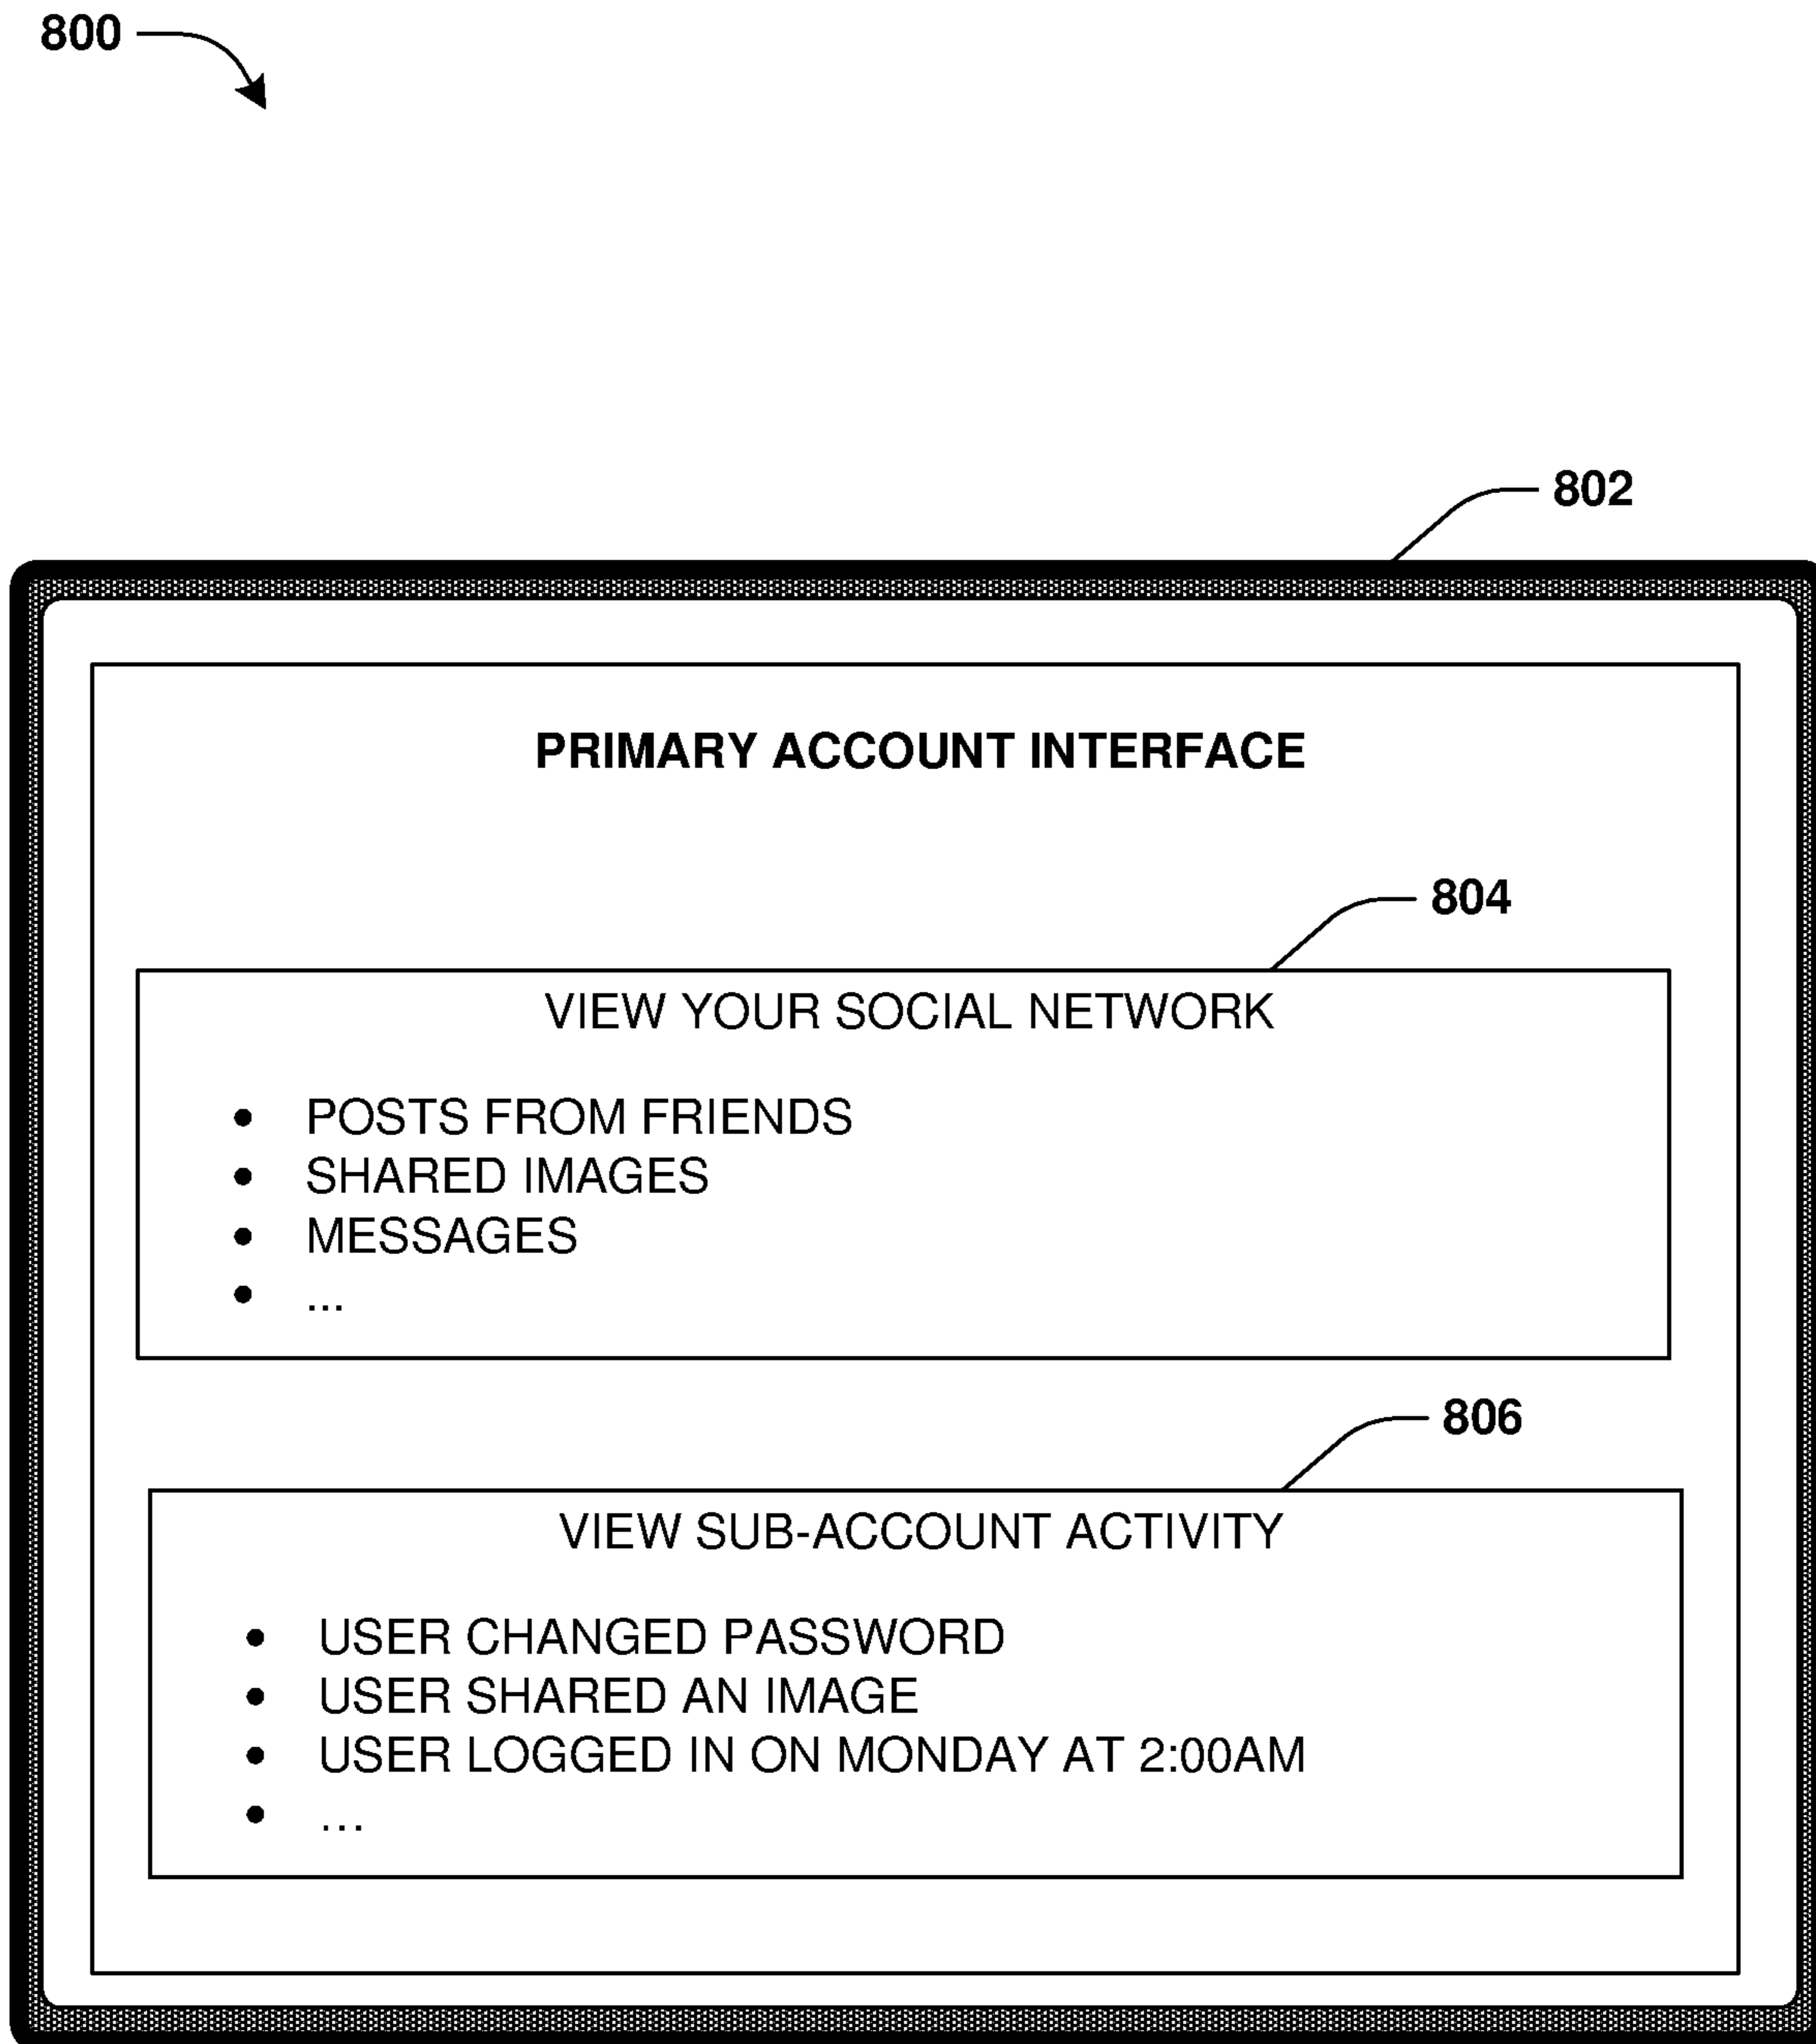 800
802
PRIMARY ACCOUNT INTERFACE
804
VIEW YOUR SOCIAL NETWORK
• POSTS FROM FRIENDS
• SHARED IMAGES
• MESSAGES
• ...
806
VIEW SUB-ACCOUNT ACTIVITY
• USER CHANGED PASSWORD
• USER SHARED AN IMAGE
• USER LOGGED IN ON MONDAY AT 2:00AM
• ...